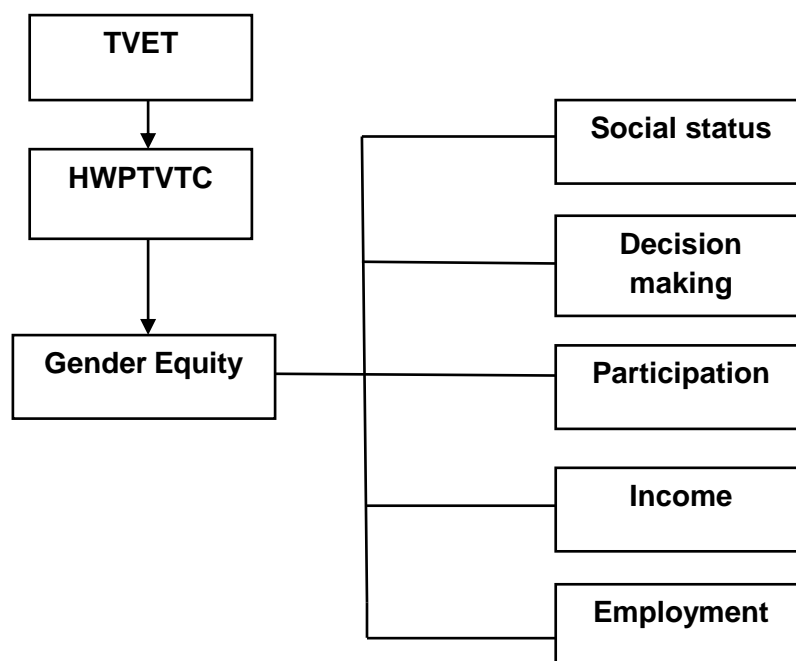 TVET
HWPTVTC
Gender Equity
Social status
Decision
making
Participation
Income
Employment